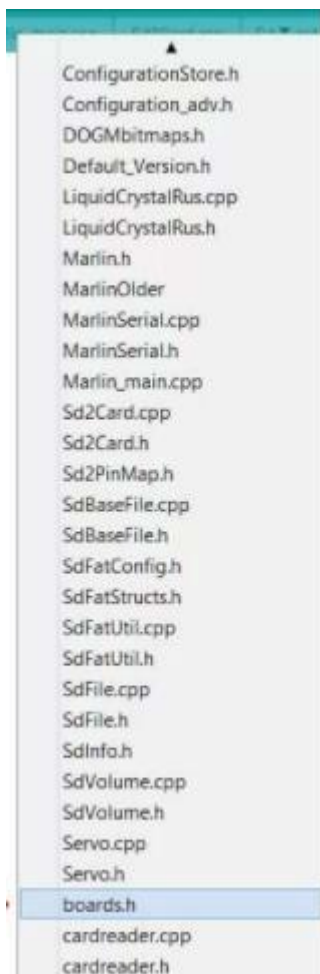 ConfigurationStore.h
Configuration_adv.h
DOGMbitmaps.h
Default_Version.h
LiquidCrystalRus.cpp
LiquidCrystalRus.h
Marlin.h
MarlinOlder
MarlinSerial.cpp
MarlinSerial.h
Marlin_main.cpp
Sd2Card.cpp
Sd2Card.h
Sd2PinMap.h
SdBaseFile.cpp
SdBaseFile.h
SdFatConfig.h
SdFatStructs.h
SdFatUtil.cpp
SdFatUtil.h
SdFile.cpp
SdFile.h
SdInfo.h
SdVolume.cpp
SdVolume.h
Servo.cpp
Servo.h
boards.h
cardreader.cpp
cardreader.h